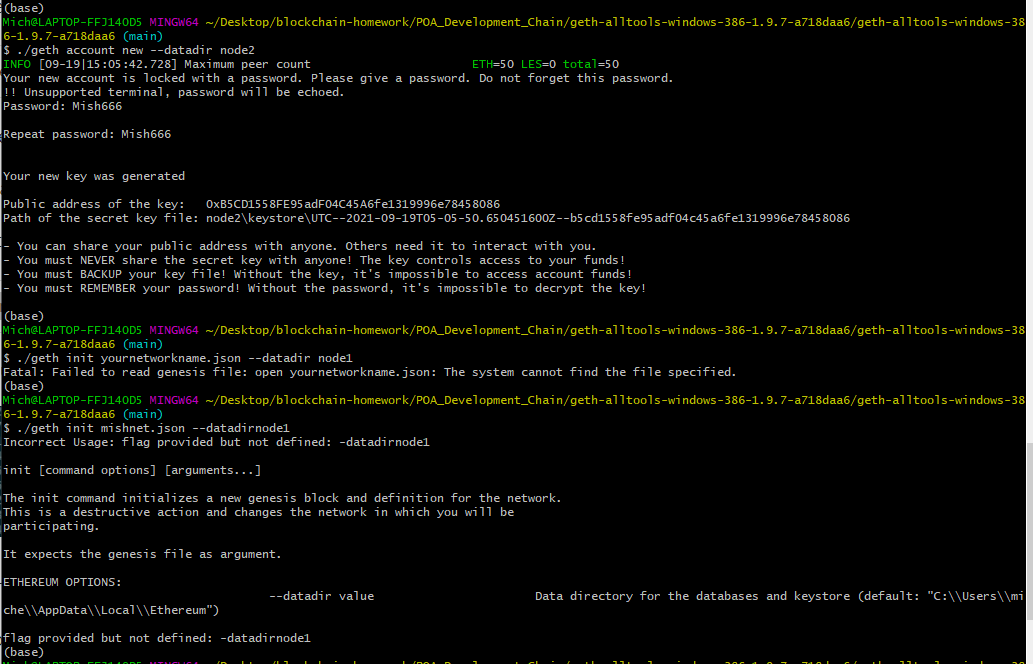 (base)
Mich@LAPTOP-FFJ140D5 MINGW64 ~/Desktop/blockchain-homework/POA_Development_Chain/geth-alltools-windows-386-1.9.7-a718daa6/geth-alltools-windows-38
6-1.9.7-a718daa6 (main)
$ ./geth account new --datadir node2
INFO [09-19|15:05:42.728] Maximum peer count                       ETH=50 LES=0 total=50
Your new account is locked with a password. Please give a password. Do not forget this password.
!! Unsupported terminal, password will be echoed.
Password: Mish666
Repeat password: Mish666
Your new key was generated
Public address of the key:   0xB5CD1558FE95adF04C45A6fe1319996e78458086
Path of the secret key file: node2\keystore\UTC--2021-09-19T05-05-50.650451600Z--b5cd1558fe95adf04c45a6fe1319996e78458086
- You can share your public address with anyone. Others need it to interact with you.
- You must NEVER share the secret key with anyone! The key controls access to your funds!
- You must BACKUP your key file! Without the key, it's impossible to access account funds!
- You must REMEMBER your password! Without the password, it's impossible to decrypt the key!
(base)
Mich@LAPTOP-FFJ140D5 MINGW64 ~/Desktop/blockchain-homework/POA_Development_Chain/geth-alltools-windows-386-1.9.7-a718daa6/geth-alltools-windows-38
6-1.9.7-a718daa6 (main)
$ ./geth init yournetworkname.json --datadir node1
Fatal: Failed to read genesis file: open yournetworkname.json: The system cannot find the file specified.
(base)
Mich@LAPTOP-FFJ140D5 MINGW64 ~/Desktop/blockchain-homework/POA_Development_Chain/geth-alltools-windows-386-1.9.7-a718daa6/geth-alltools-windows-38
6-1.9.7-a718daa6 (main)
$ ./geth init mishnet.json --datadirnode1
Incorrect Usage: flag provided but not defined: -datadirnode1
init [command options] [arguments...]
The init command initializes a new genesis block and definition for the network.
This is a destructive action and changes the network in which you will be
participating.
It expects the genesis file as argument.
ETHEREUM OPTIONS:
--datadir value                       Data directory for the databases and keystore (default: "C:\\Users\\mi
che\\AppData\\Local\\Ethereum")
flag provided but not defined: -datadirnode1
(base)